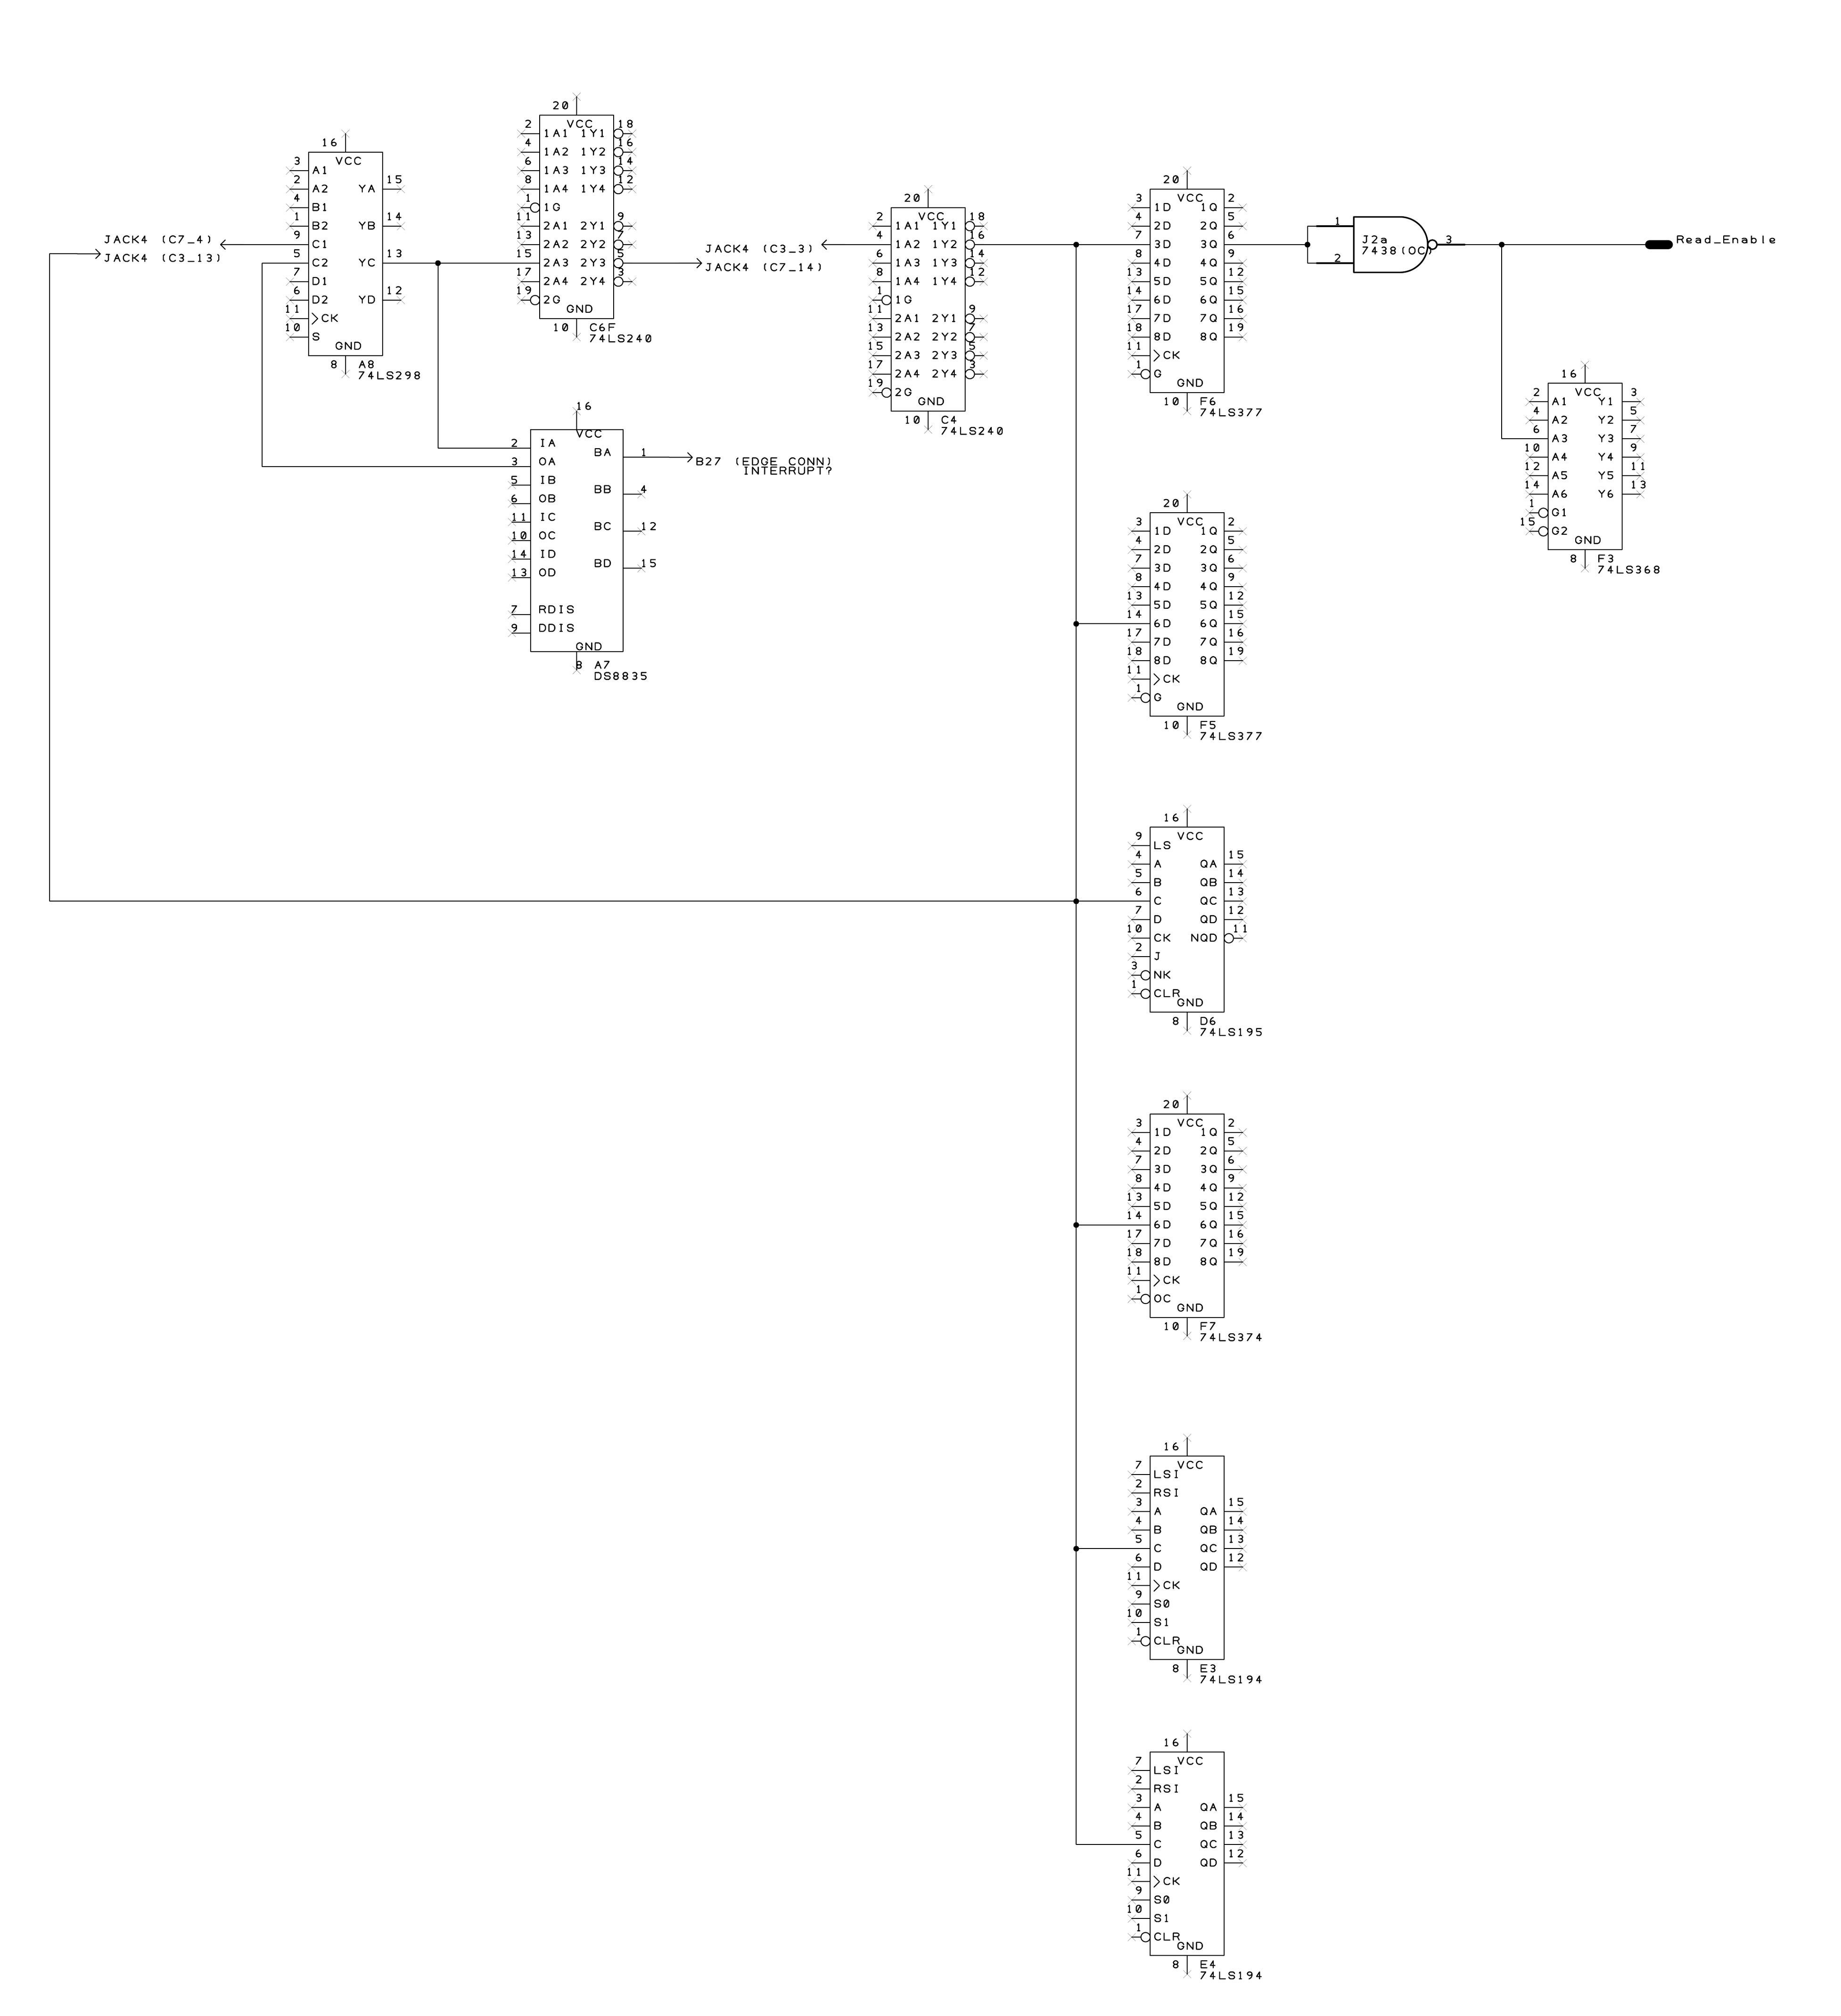 JACK4 (C7_4)
JACK4 (C3_13)
16
VCC
3 A1
2 A2 YA 15
4 B1
1 B2 YB 14
9 C1
5 C2 YC 13
7 D1
6 D2 YD 12
11 CK
10 S
GND
8 A8
74LS298
20
VCC
2 1A1 1Y1 18
4 1A2 1Y2 16
6 1A3 1Y3 14
8 1A4 1Y4 12
1 1G
11 2A1 2Y1 9
13 2A2 2Y2 7
15 2A3 2Y3 5
17 2A4 2Y4 3
19 2G
GND
10 C6F
74LS240
JACK4 (C3_3)
JACK4 (C7_14)
16
VCC
2 IA
BA 1
3 OA
5 IB
BB 4
6 OB
11 IC
BC 12
10 OC
14 ID
BD 15
13 OD
7 RDIS
9 DDIS
GND
8 A7
DS8835
B27 (EDGE CONN)
INTERRUPT?
20
VCC
2 1A1 1Y1 18
4 1A2 1Y2 16
6 1A3 1Y3 14
8 1A4 1Y4 12
1 1G
11 2A1 2Y1 9
13 2A2 2Y2 7
15 2A3 2Y3 5
17 2A4 2Y4 3
19 2G
GND
10 C4
74LS240
20
VCC
3 1D 1Q 2
4 2D 2Q 5
7 3D 3Q 6
8 4D 4Q 9
13 5D 5Q 12
14 6D 6Q 15
17 7D 7Q 16
18 8D 8Q 19
11 CK
1 G
GND
10 F6
74LS377
1
2
J2a
7438(OC)
3
Read_Enable
16
VCC
2 A1 Y1 3
4 A2 Y2 5
6 A3 Y3 7
10 A4 Y4 9
12 A5 Y5 11
14 A6 Y6 13
1 G1
15 G2
GND
8 F3
74LS368
20
VCC
3 1D 1Q 2
4 2D 2Q 5
7 3D 3Q 6
8 4D 4Q 9
13 5D 5Q 12
14 6D 6Q 15
17 7D 7Q 16
18 8D 8Q 19
11 CK
1 G
GND
10 F5
74LS377
16
VCC
9 LS
4 A QA 15
5 B QB 14
6 C QC 13
7 D QD 12
10 CK NQD 11
2 J
3 NK
1 CLR
GND
8 D6
74LS195
20
VCC
3 1D 1Q 2
4 2D 2Q 5
7 3D 3Q 6
8 4D 4Q 9
13 5D 5Q 12
14 6D 6Q 15
17 7D 7Q 16
18 8D 8Q 19
11 CK
1 OC
GND
10 F7
74LS374
16
VCC
7 LSI
2 RSI
3 A QA 15
4 B QB 14
5 C QC 13
6 D QD 12
11 CK
9 S0
10 S1
1 CLR
GND
8 E3
74LS194
16
VCC
7 LSI
2 RSI
3 A QA 15
4 B QB 14
5 C QC 13
6 D QD 12
11 CK
9 S0
10 S1
1 CLR
GND
8 E4
74LS194